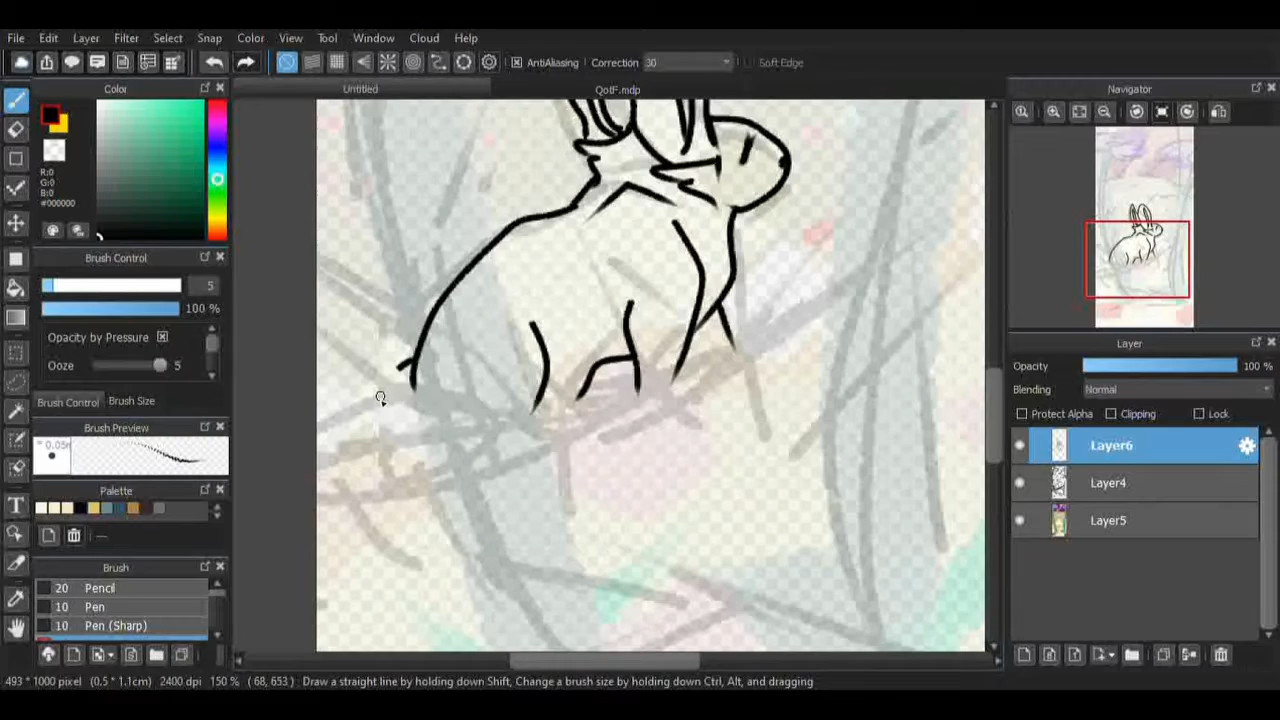 File Edit Layer Filter Select Snap Color View Tool Window Cloud Help
AntiAliasing Correction 30 Soft Edge
Color Untitled QotF.mdp Navigator
R:0
G:0
B:0
#000000
Brush Control
5
100 %
Opacity by Pressure
Ooze 5
Brush Control Brush Size
Brush Preview
Palette
---
Brush
20 Pencil
10 Pen
10 Pen (Sharp)
Layer
Opacity 100 %
Blending Normal
Protect Alpha Clipping Lock
Layer6
Layer4
Layer5
493 * 1000 pixel (0.5 * 1.1cm) 2400 dpi 150 % ( 68, 653 ) Draw a straight line by holding down Shift, Change a brush size by holding down Ctrl, Alt, and dragging